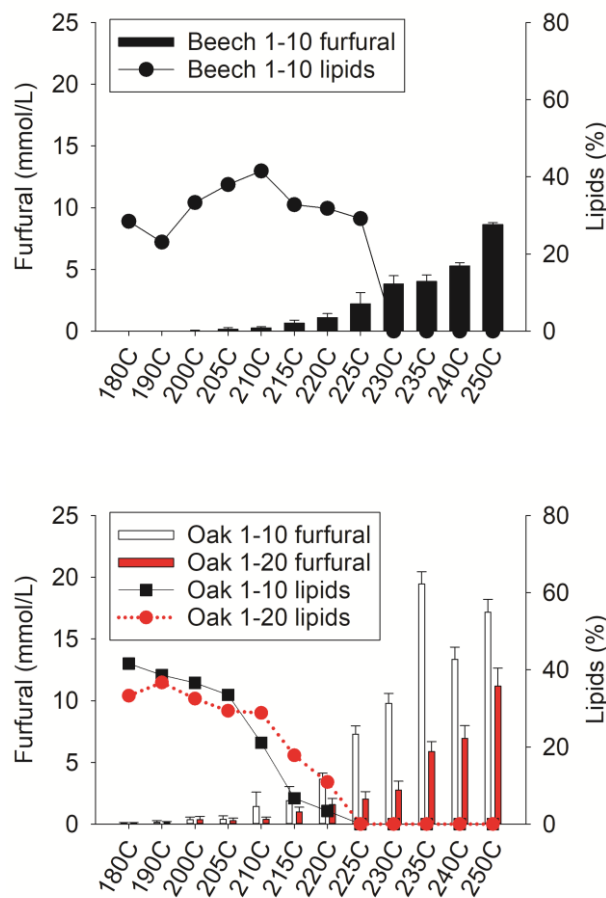 25
20
15
10
5
0
Furfural (mmol/L)
Beech 1-10 furfural
Beech 1-10 lipids
80
60
40
20
0
Lipids (%)
180C
190C
200C
205C
210C
215C
220C
225C
230C
235C
240C
250C
25
20
15
10
5
0
Furfural (mmol/L)
Oak 1-10 furfural
Oak 1-20 furfural
Oak 1-10 lipids
Oak 1-20 lipids
80
60
40
20
0
Lipids (%)
180C
190C
200C
205C
210C
215C
220C
225C
230C
235C
240C
250C